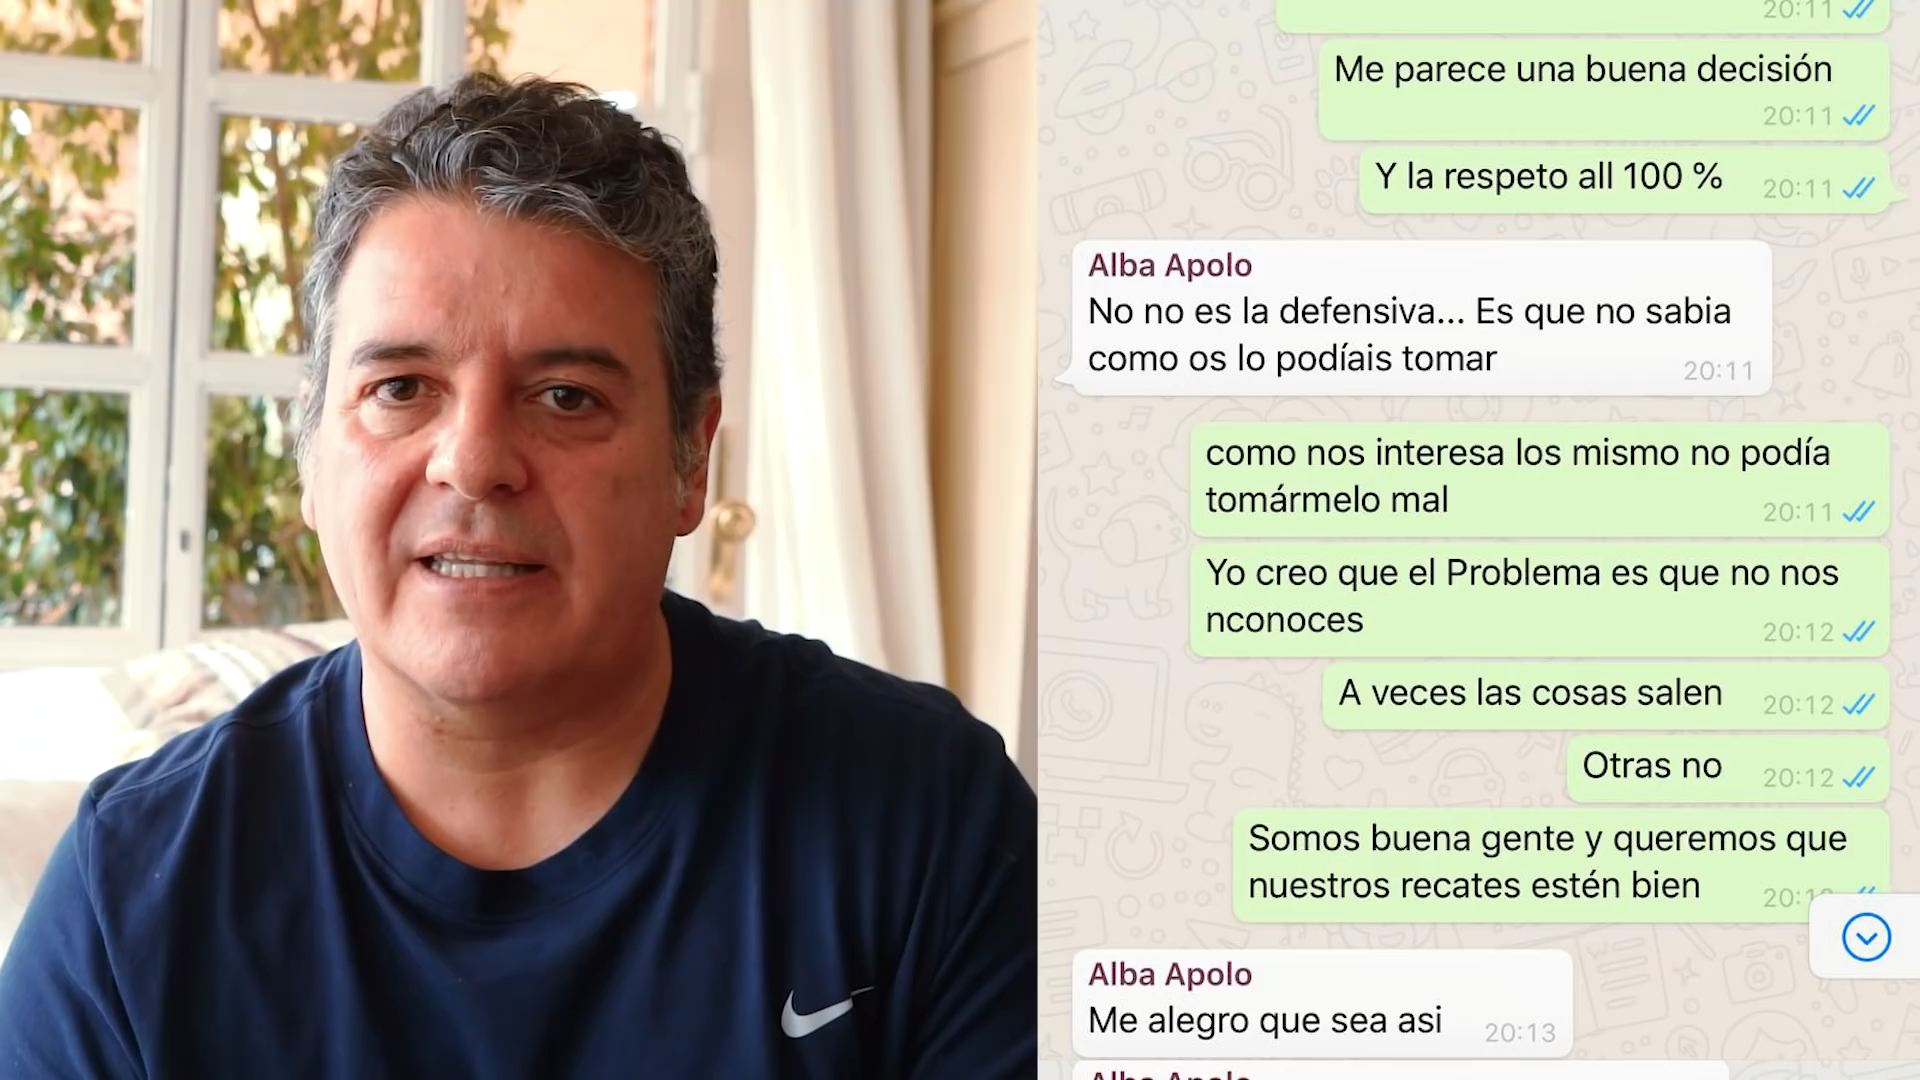 20:11
Me parece una buena decisión
20:11
Y la respeto all 100 %
20:11
Alba Apolo
No no es la defensiva... Es que no sabia
como os lo podíais tomar
20:11
como nos interesa los mismo no podía
tomármelo mal
20:11
Yo creo que el Problema es que no nos
nconoces
20:12
A veces las cosas salen
20:12
Otras no
20:12
Somos buena gente y queremos que
nuestros recates estén bien
Alba Apolo
Me alegro que sea asi
20:13
Alba Apolo